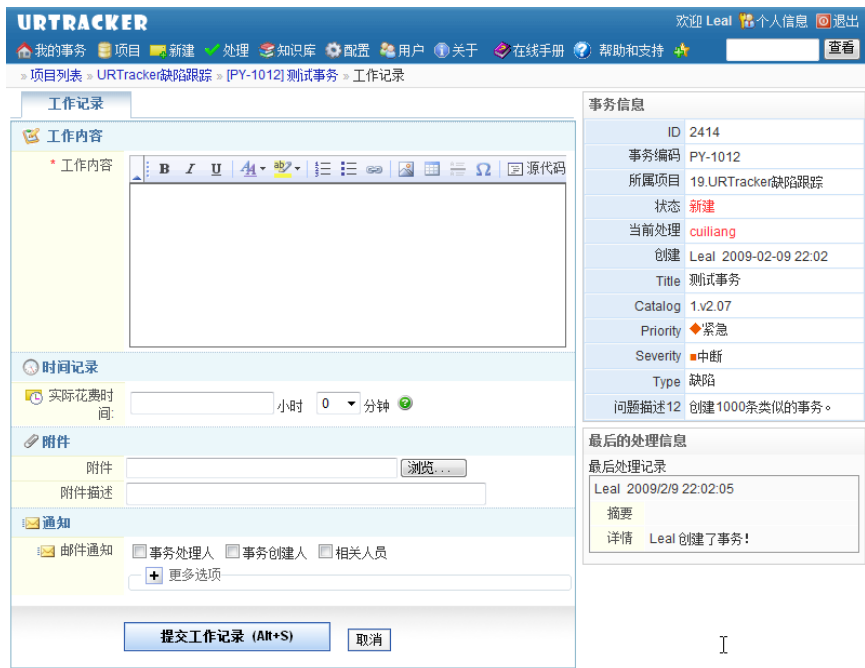 URTRACKER
欢迎 Leal 个人信息 退出
我的事务 项目 新建 处理 知识库 配置 用户 关于 在线手册 帮助和支持 查看
» 项目列表 » URTracker缺陷跟踪 » [PY-1012] 测试事务 » 工作记录
工作记录
工作内容
* 工作内容
B I U 源代码
时间记录
实际花费时间:
小时 0 分钟
附件
附件 浏览...
附件描述
通知
邮件通知 事务处理人 事务创建人 相关人员
更多选项
提交工作记录 (Alt+S) 取消
事务信息
ID 2414
事务编码 PY-1012
所属项目 19.URTracker缺陷跟踪
状态 新建
当前处理 cuiliang
创建 Leal 2009-02-09 22:02
Title 测试事务
Catalog 1.v2.07
Priority 紧急
Severity 中断
Type 缺陷
问题描述12 创建1000条类似的事务。
最后的处理信息
最后处理记录
Leal 2009/2/9 22:02:05
摘要
详情 Leal 创建了事务!